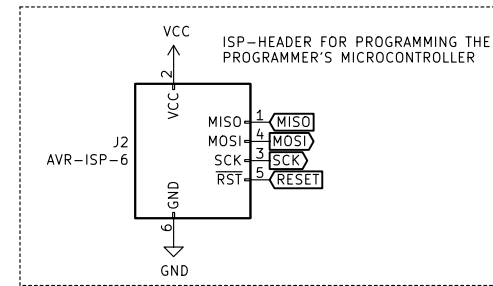 VCC
ISP-HEADER FOR PROGRAMMING THE
PROGRAMMER'S MICROCONTROLLER
2
VCC
MISO 1 MISO
J2 MOSI 4 MOSI
AVR-ISP-6 SCK 3 SCK
RST 5 RESET
GND
6
GND